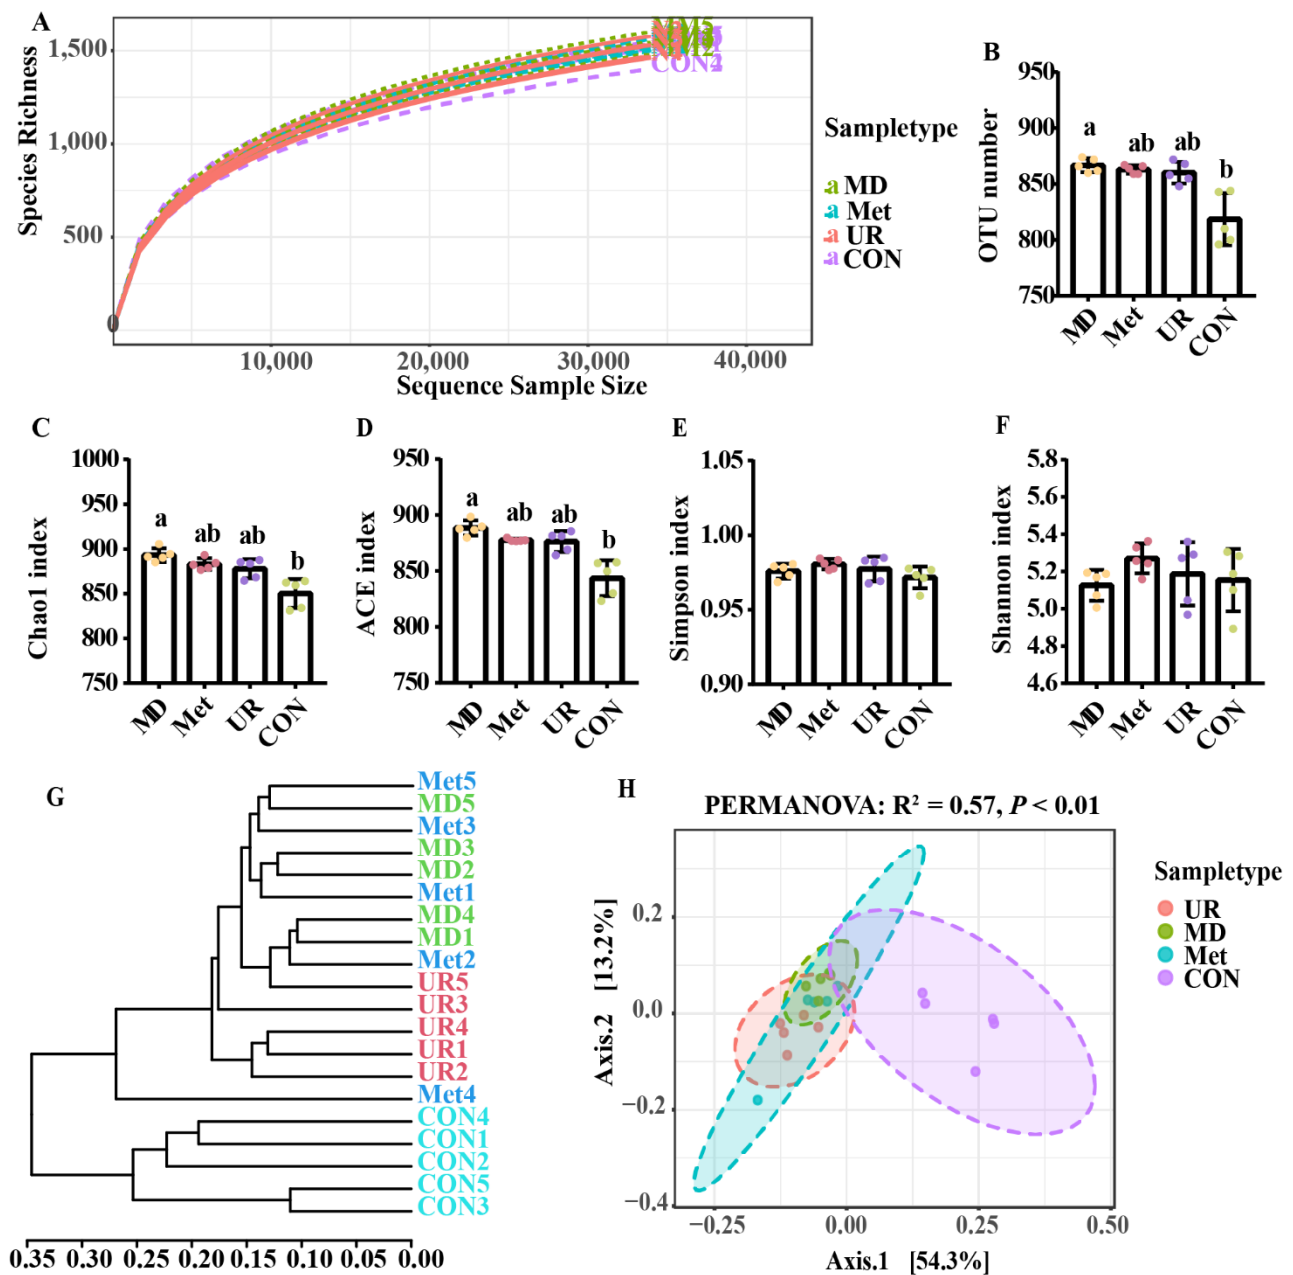 A
Species Richness
1,500
1,000
500
0
10,000
20,000
30,000
40,000
Sequence Sample Size
CON2
Sampletype
a MD
a Met
a UR
a CON
B
OTU number
950
900
850
800
750
a
ab
ab
b
MD
Met
UR
CON
C
Chao1 index
1000
950
900
850
800
750
a
ab
ab
b
MD
Met
UR
CON
D
ACE index
950
900
850
800
750
a
ab
ab
b
MD
Met
UR
CON
E
Simpson index
1.05
1.00
0.95
0.90
MD
Met
UR
CON
F
Shannon index
5.8
5.6
5.4
5.2
5.0
4.8
4.6
MD
Met
UR
CON
G
Met5
MD5
Met3
MD3
MD2
Met1
MD4
MD1
Met2
UR5
UR3
UR4
UR1
UR2
Met4
CON4
CON1
CON2
CON5
CON3
0.35 0.30 0.25 0.20 0.15 0.10 0.05 0.00
H
PERMANOVA: R² = 0.57, P < 0.01
Axis.2 [13.2%]
0.2
0.0
−0.2
−0.4
−0.25
0.00
0.25
0.50
Axis.1 [54.3%]
Sampletype
UR
MD
Met
CON